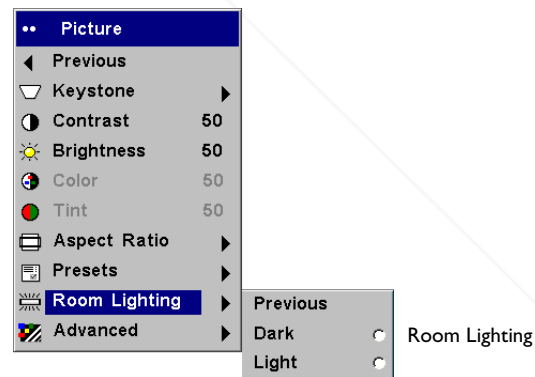 Picture
Previous
Keystone
Contrast 50
Brightness 50
Color 50
Tint 50
Aspect Ratio
Presets
Room Lighting
Advanced
Previous
Dark
Light
Room Lighting